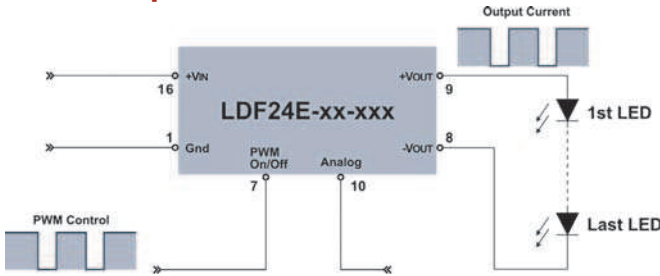 Output Current
+VIN
16
+VOUT
9
LDF24E-xx-xxx
1st LED
1
Gnd
8
-VOUT
PWM
On/Off
Analog
7
10
PWM Control
Last LED